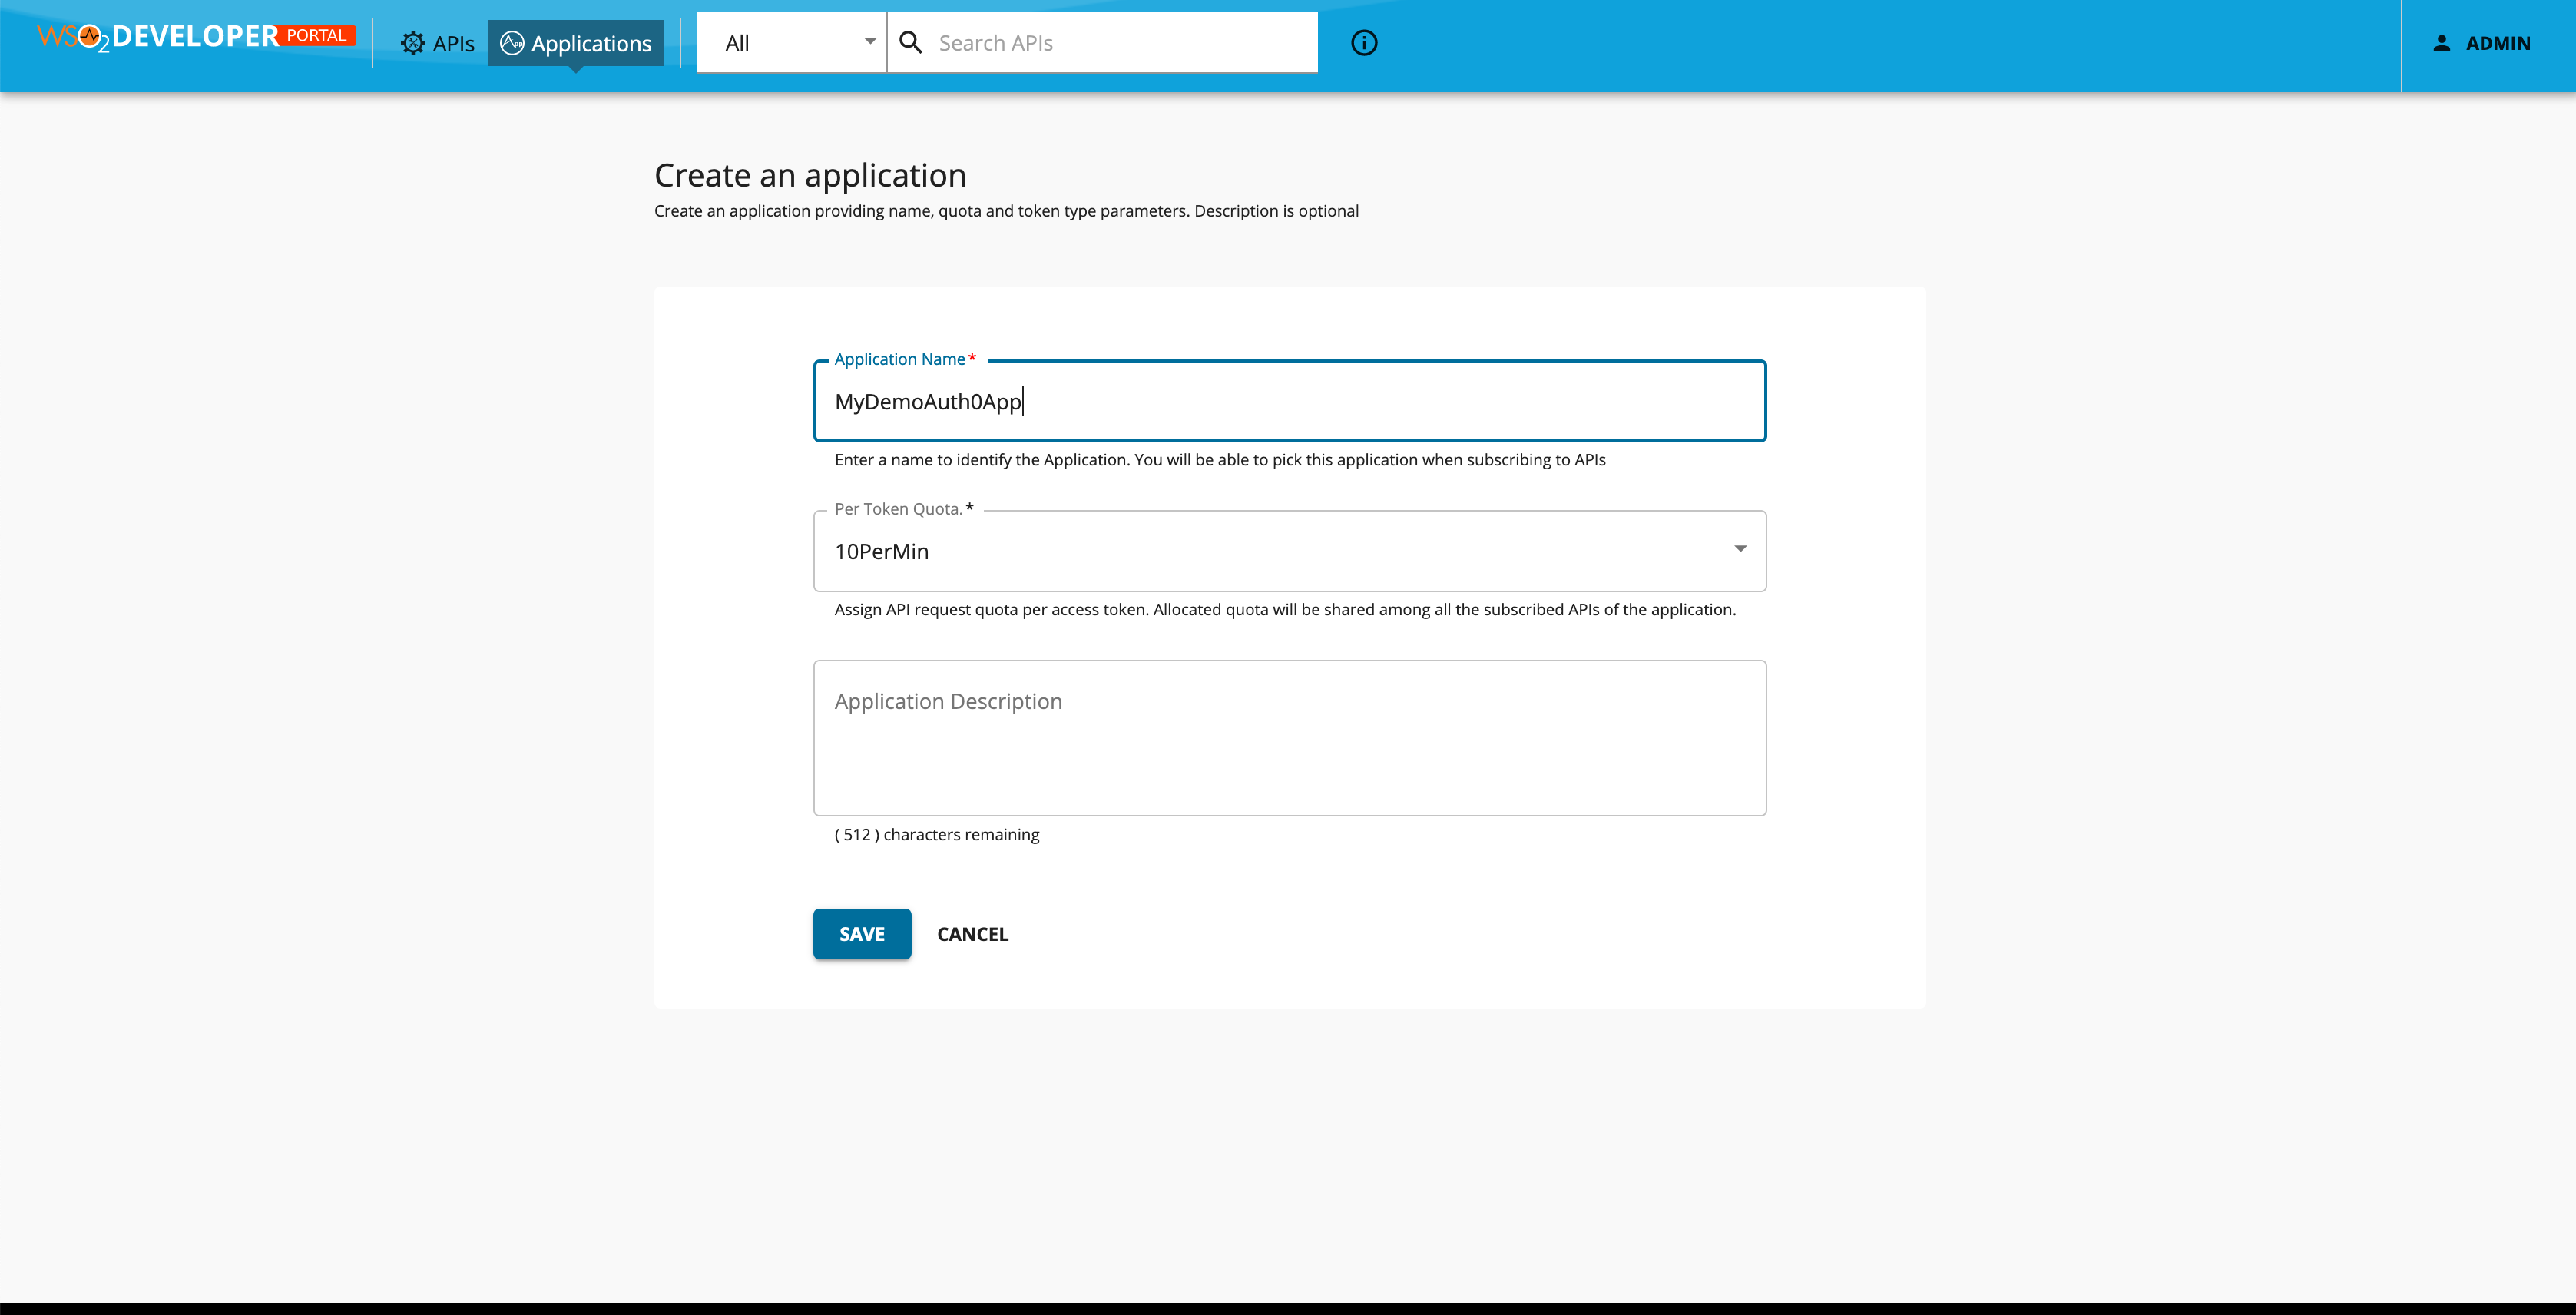 WSO2 DEVELOPER PORTAL
APIs
Applications
All
Search APIs
ADMIN
Create an application
Create an application providing name, quota and token type parameters. Description is optional
Application Name*
MyDemoAuth0App
Enter a name to identify the Application. You will be able to pick this application when subscribing to APIs
Per Token Quota.*
10PerMin
Assign API request quota per access token. Allocated quota will be shared among all the subscribed APIs of the application.
Application Description
( 512 ) characters remaining
SAVE
CANCEL